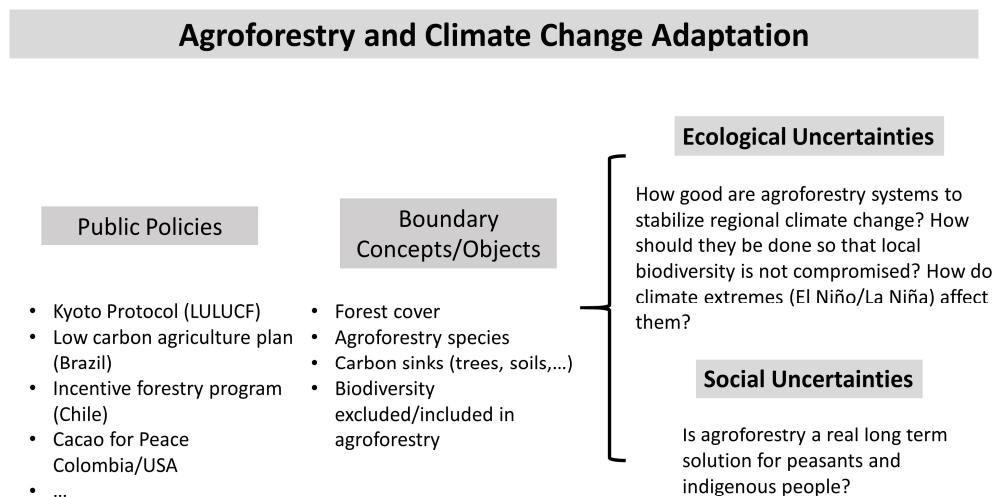 Agroforestry and Climate Change Adaptation
Public Policies
• Kyoto Protocol (LULUCF)
• Low carbon agriculture plan
(Brazil)
• Incentive forestry program
(Chile)
• Cacao for Peace
Colombia/USA
• ...
Boundary
Concepts/Objects
• Forest cover
• Agroforestry species
• Carbon sinks (trees, soils,...)
• Biodiversity
excluded/included in
agroforestry
Ecological Uncertainties
How good are agroforestry systems to
stabilize regional climate change? How
should they be done so that local
biodiversity is not compromised? How do
climate extremes (El Niño/La Niña) affect
them?
Social Uncertainties
Is agroforestry a real long term
solution for peasants and
indigenous people?